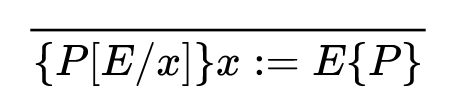 {P[E/x]}x := E{P}